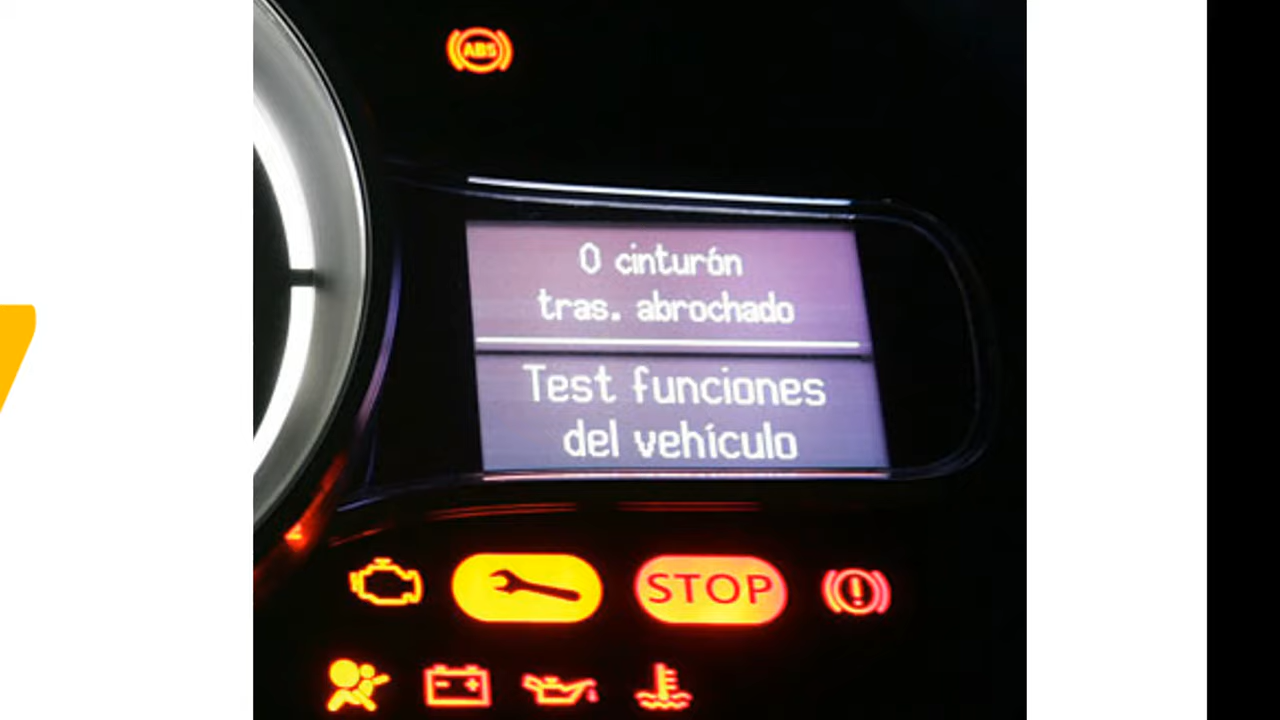 ABS
0 cinturón
tras. abrochado
Test funciones
del vehículo
STOP